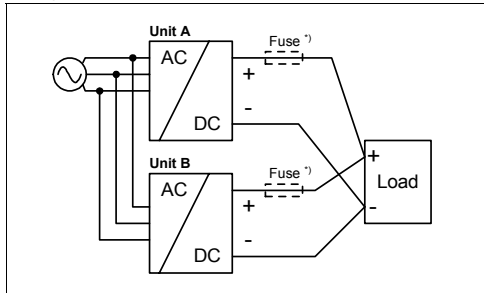 Unit A
AC
DC
Fuse *)
+
-
Unit B
AC
DC
Fuse *)
+
-
+
-
Load